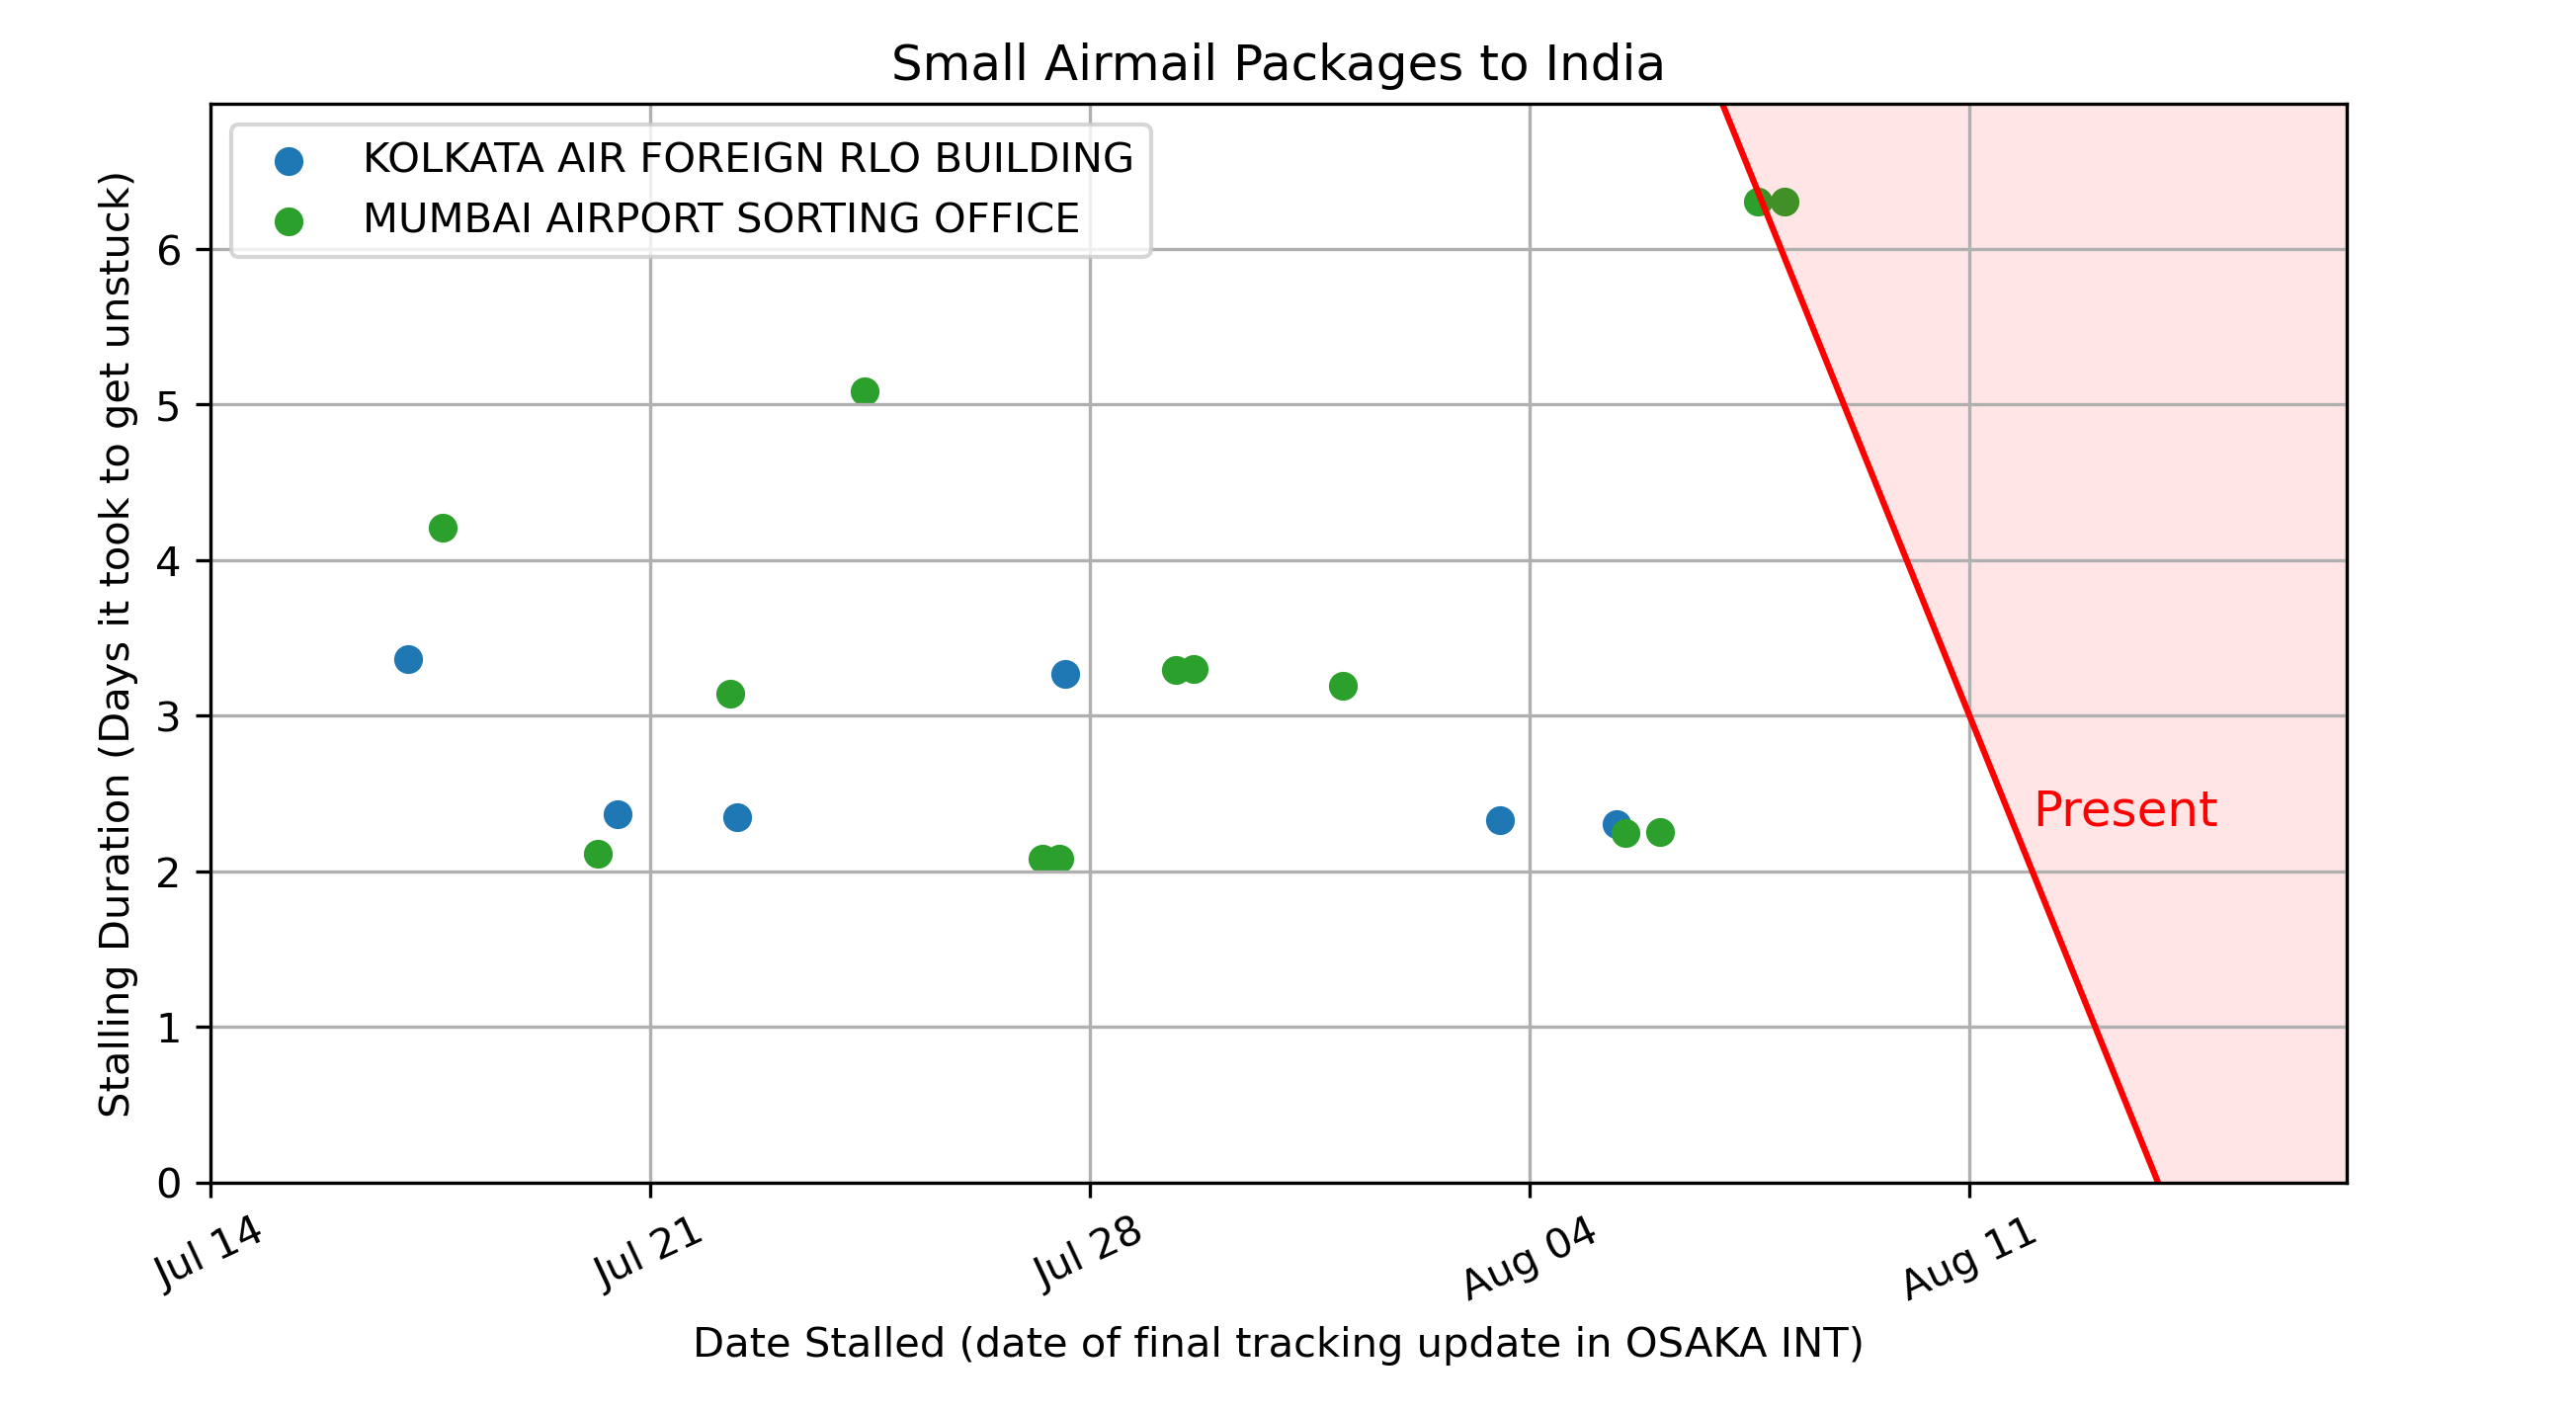 Small Airmail Packages to India
KOLKATA AIR FOREIGN RLO BUILDING
MUMBAI AIRPORT SORTING OFFICE
Stalling Duration (Days it took to get unstuck)
6
5
4
3
2
1
0
Present
Jul 14
Jul 21
Jul 28
Aug 04
Aug 11
Date Stalled (date of final tracking update in OSAKA INT)